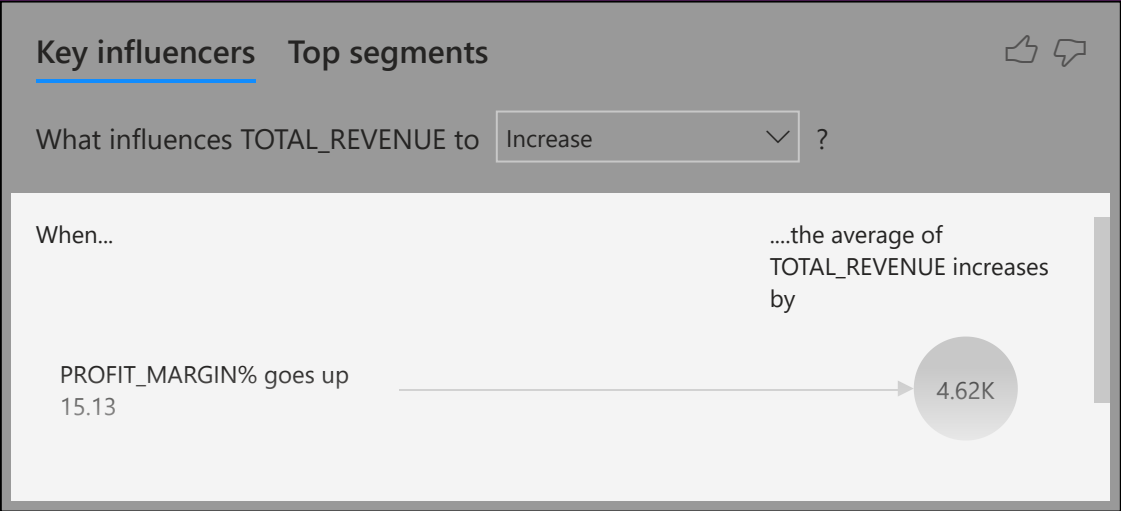 Key influencers Top segments
What influences TOTAL_REVENUE to Increase ?
When...
....the average of
TOTAL_REVENUE increases
by
PROFIT_MARGIN% goes up
15.13
4.62K